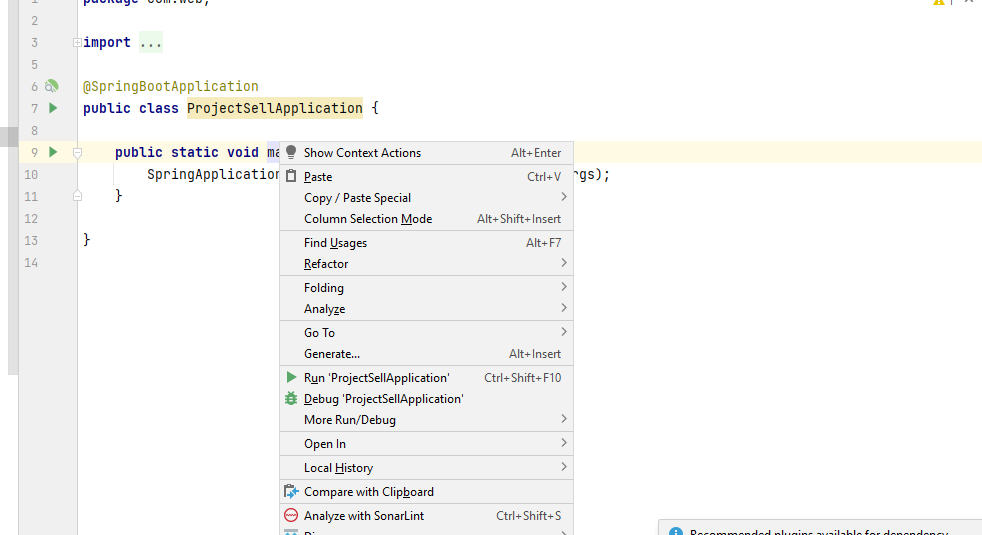 1 package com.web;
2
3 import ...
5
6 @SpringBootApplication
7 public class ProjectSellApplication {
8
9 public static void ma
10 SpringApplication rgs);
11 }
12
13 }
14
Show Context Actions Alt+Enter
Paste Ctrl+V
Copy / Paste Special
Column Selection Mode Alt+Shift+Insert
Find Usages Alt+F7
Refactor
Folding
Analyze
Go To
Generate... Alt+Insert
Run 'ProjectSellApplication' Ctrl+Shift+F10
Debug 'ProjectSellApplication'
More Run/Debug
Open In
Local History
Compare with Clipboard
Analyze with SonarLint Ctrl+Shift+S
Recommended plugins available for dependency